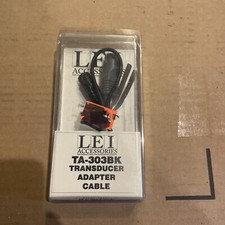 LEI
ACCESSORIES
LEI
ACCESSORIES
TA-303BK
TRANSDUCER
ADAPTER
CABLE